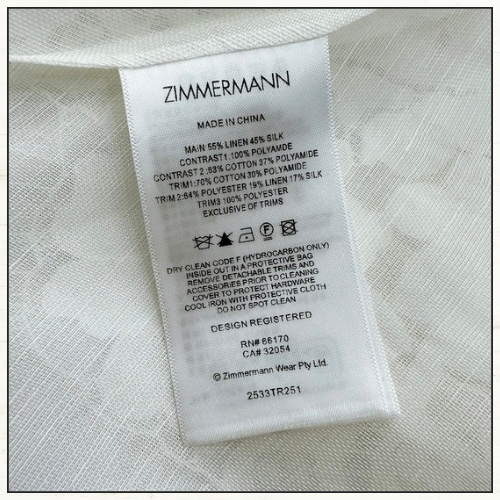 ZIMMERMANN
MADE IN CHINA
MAIN 55% LINEN 45% SILK
CONTRAST1 100% POLYAMDE
CONTRAST 2 :63% COTTON 37% POLYAMIDE
TRIM1:70% COTTON 30% POLYAMIDE
TRIM 2:64% POLYESTER 19% LINEN 17% SILK
TRIM3 100% POLYESTER
EXCLUSIVE OF TRIMS
F
DRY CLEAN CODE F (HYDROCARBON ONLY)
INSIDE OUT IN A PROTECTIVE BAG
REMOVE DETACHABLE TRIMS AND
ACCESSORIES PRIOR TO CLEANING
COVER TO PROTECT HARDWARE
COOL IRON WITH PROTECTIVE CLOTH
DO NOT SPOT CLEAN
DESIGN REGISTERED
RN# 66170
CA# 32054
© Zimmermann Wear Pty Ltd.
2533TR251